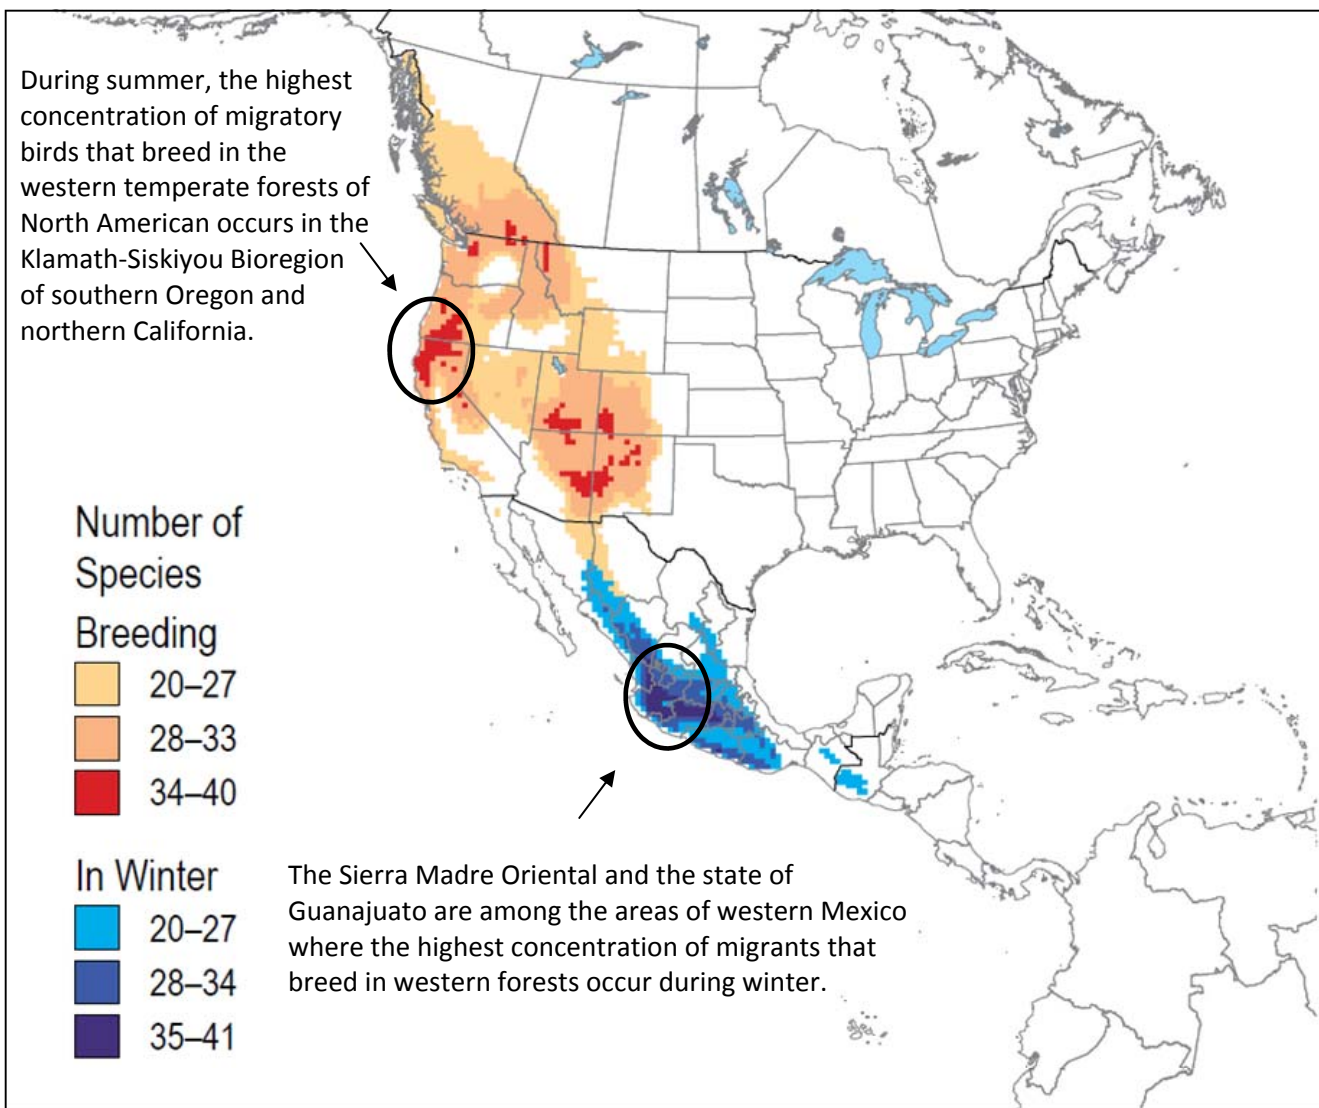 During summer, the highest
concentration of migratory
birds that breed in the
western temperate forests of
North American occurs in the
Klamath-Siskiyou Bioregion
of southern Oregon and
northern California.
Number of
Species
Breeding
20–27
28–33
34–40
In Winter
20–27
28–34
35–41
The Sierra Madre Oriental and the state of
Guanajuato are among the areas of western Mexico
where the highest concentration of migrants that
breed in western forests occur during winter.